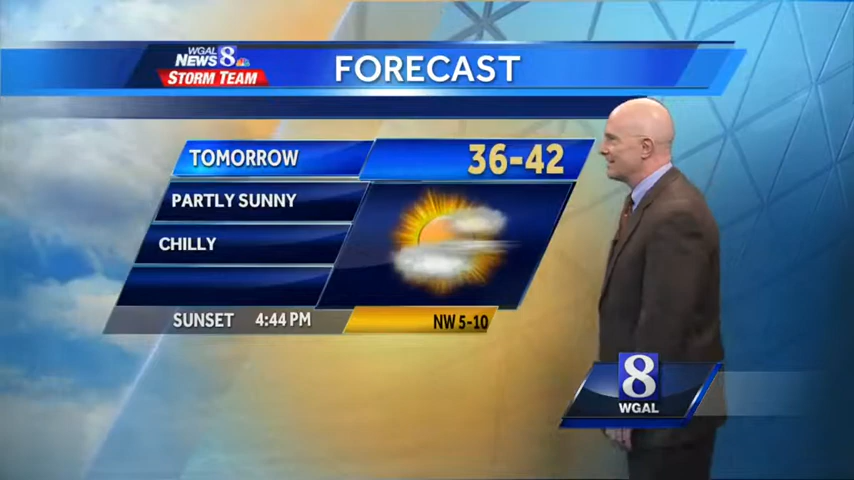 WGAL
NEWS 8
STORM TEAM
FORECAST
TOMORROW
36-42
PARTLY SUNNY
CHILLY
SUNSET 4:44 PM
NW 5-10
8
WGAL